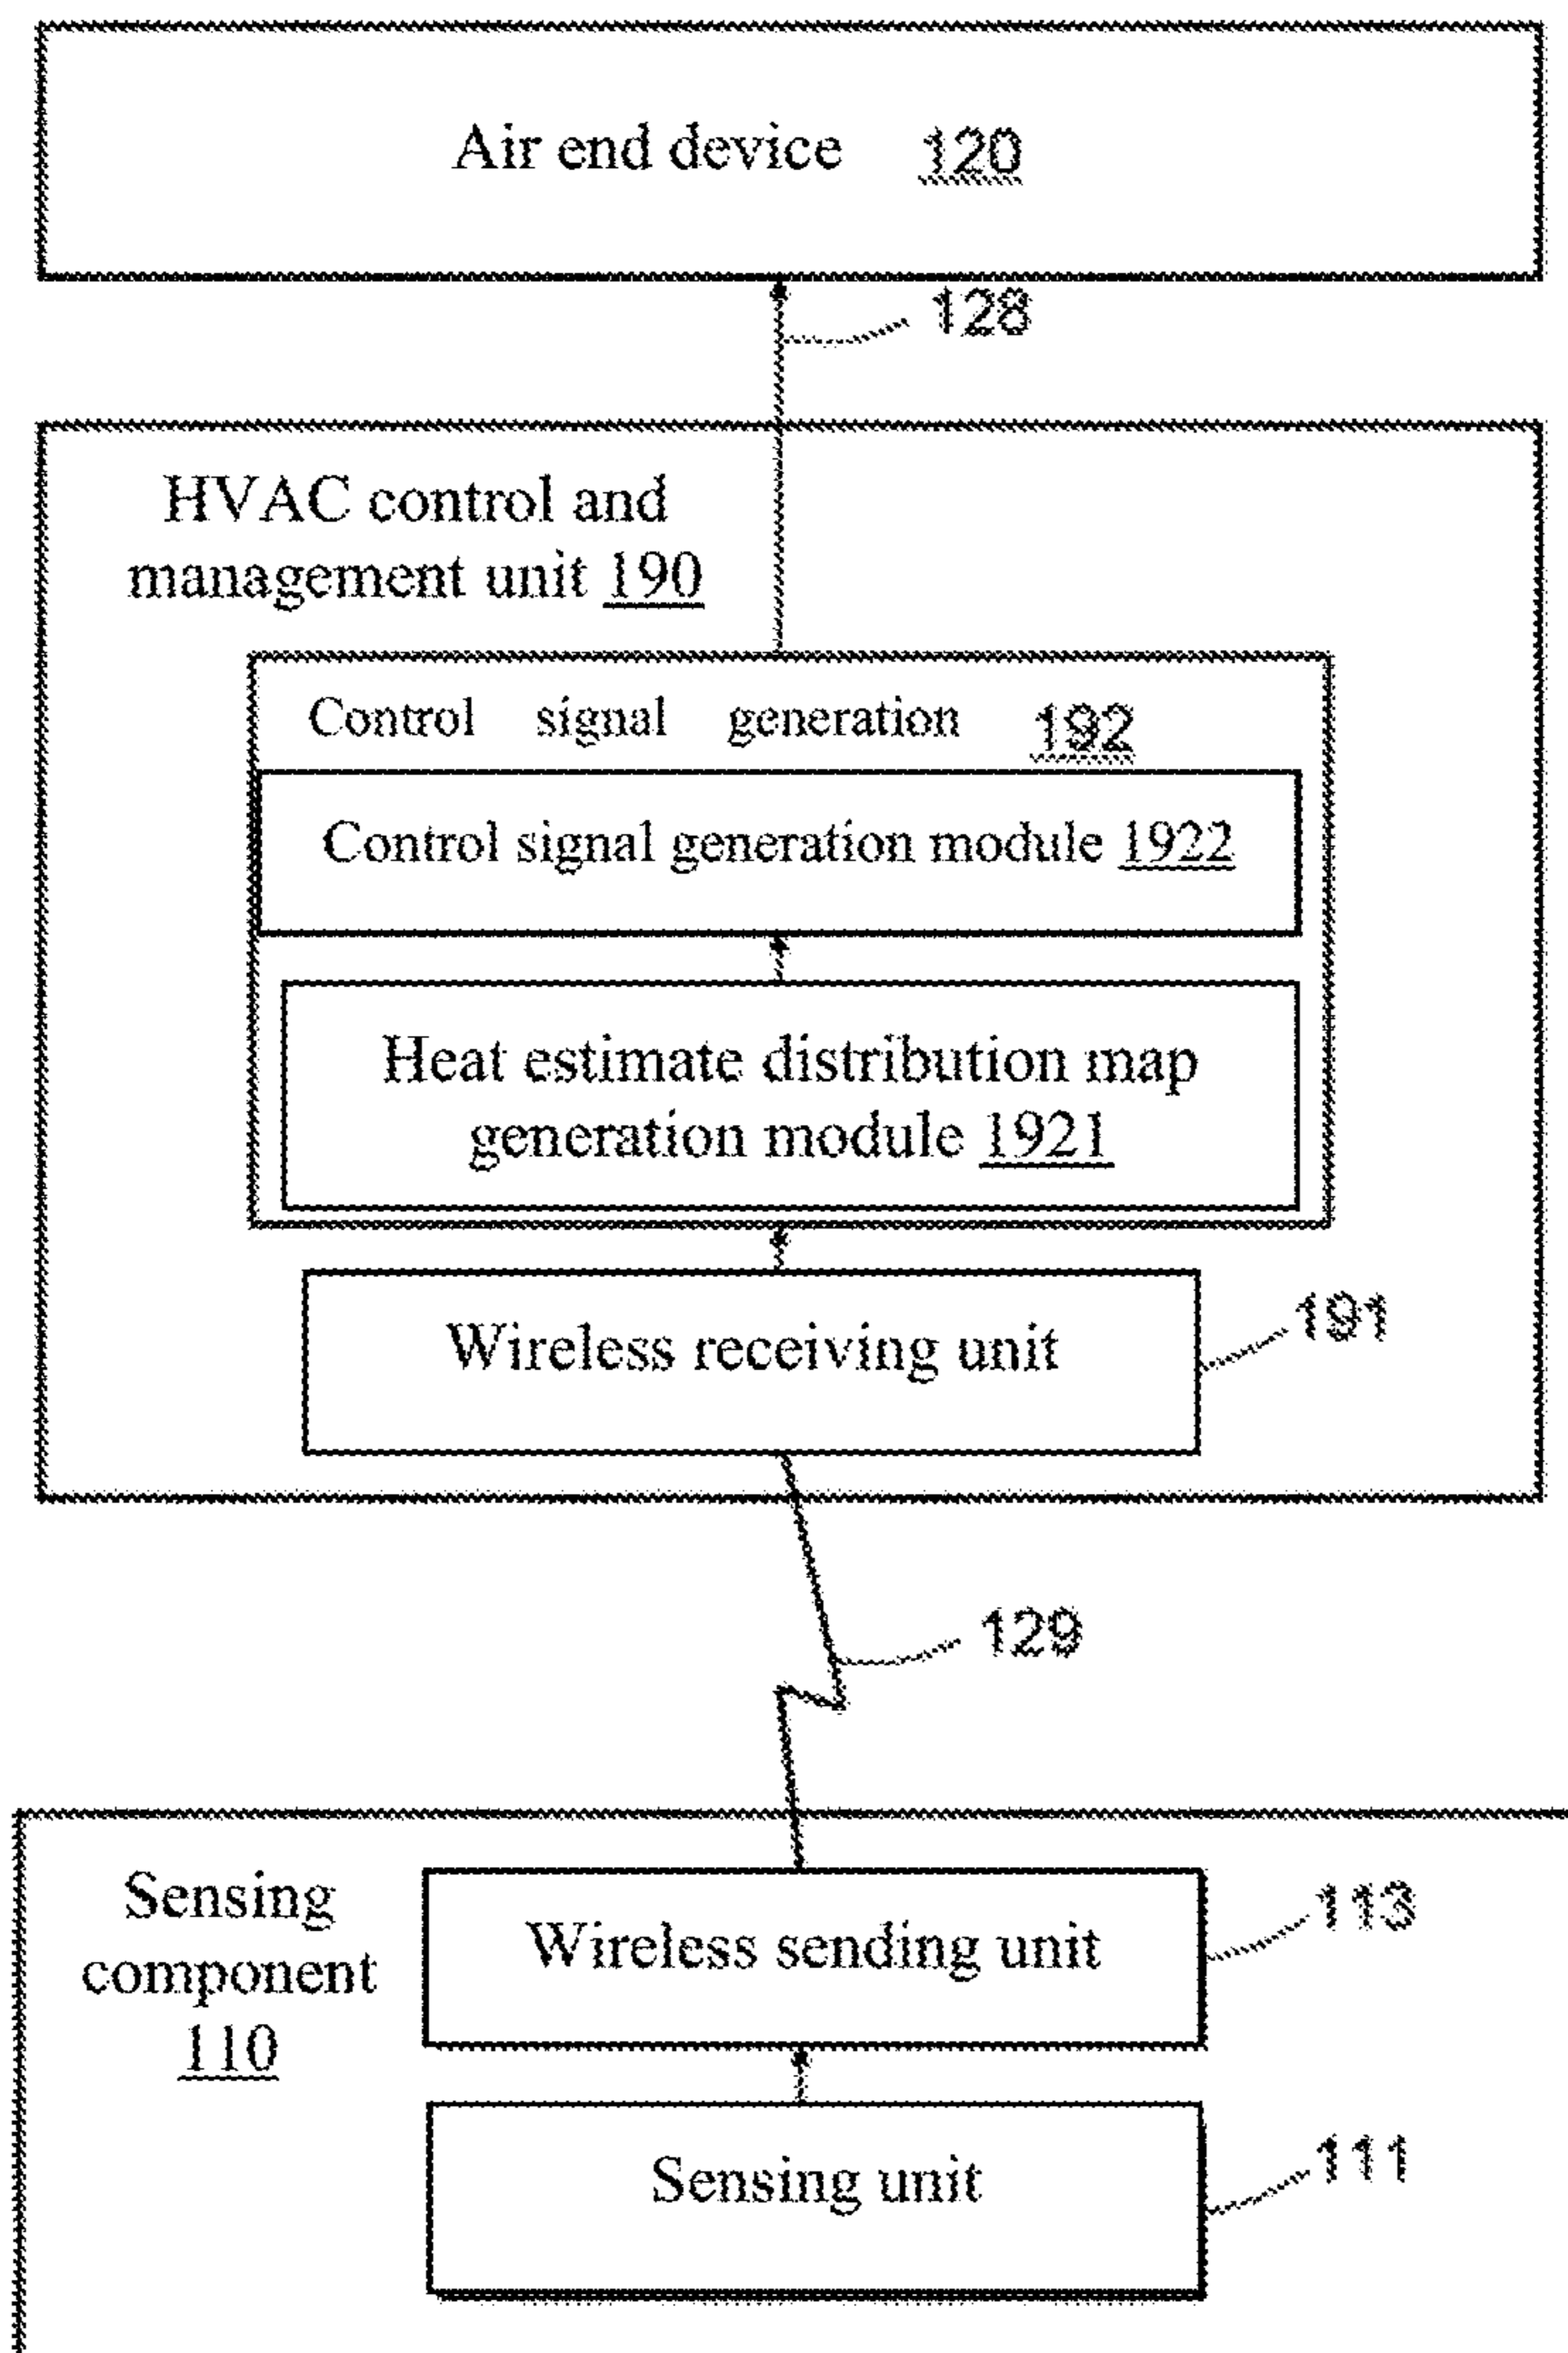 Air end device 120
128
HVAC control and
management unit 190
Control signal generation 192
Control signal generation module 1922
Heat estimate distribution map
generation module 1921
Wireless receiving unit
191
129
Sensing
component
110
Wireless sending unit
113
Sensing unit
111